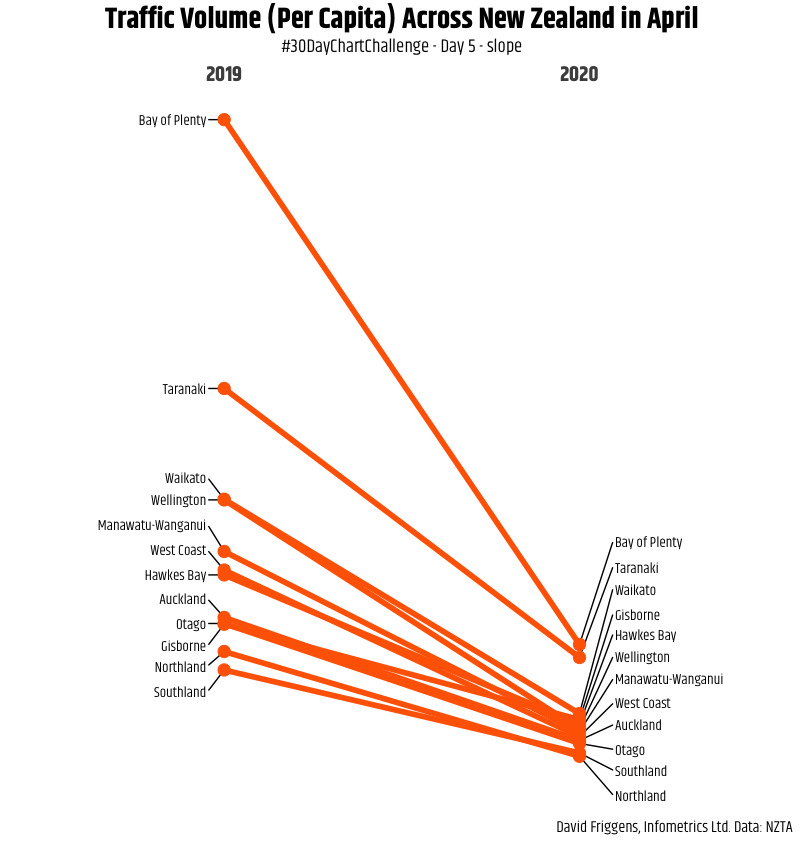 Traffic Volume (Per Capita) Across New Zealand in April
#30DayChartChallenge - Day 5 - slope
2019
2020
Bay of Plenty
Taranaki
Waikato
Wellington
Manawatu-Wanganui
West Coast
Hawkes Bay
Auckland
Otago
Gisborne
Northland
Southland
Bay of Plenty
Taranaki
Waikato
Gisborne
Hawkes Bay
Wellington
Manawatu-Wanganui
West Coast
Auckland
Otago
Southland
Northland
David Friggens, Infometrics Ltd. Data: NZTA